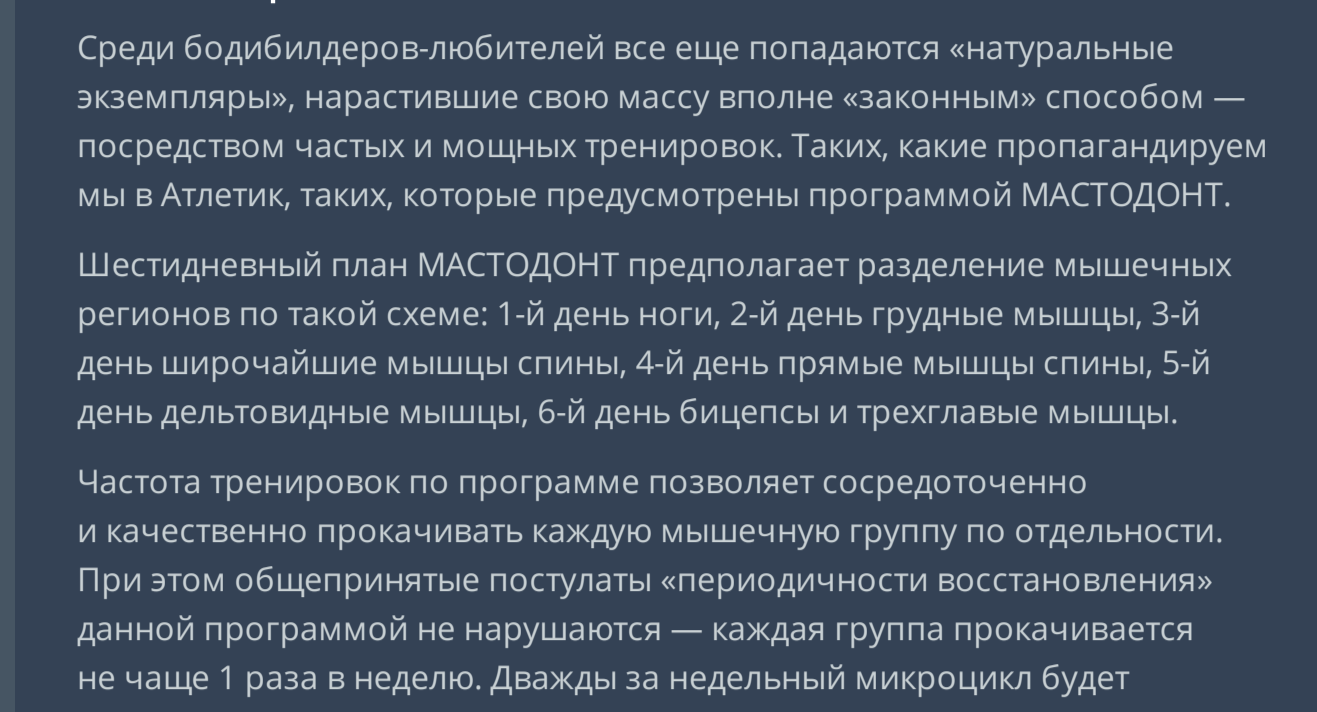 Среди бодибилдеров-любителей все еще попадаются «натуральные
экземпляры», нарастившие свою массу вполне «законным» способом —
посредством частых и мощных тренировок. Таких, какие пропагандируем
мы в Атлетик, таких, которые предусмотрены программой МАСТОДОНТ.
Шестидневный план МАСТОДОНТ предполагает разделение мышечных
регионов по такой схеме: 1-й день ноги, 2-й день грудные мышцы, 3-й
день широчайшие мышцы спины, 4-й день прямые мышцы спины, 5-й
день дельтовидные мышцы, 6-й день бицепсы и трехглавые мышцы.
Частота тренировок по программе позволяет сосредоточенно
и качественно прокачивать каждую мышечную группу по отдельности.
При этом общепринятые постулаты «периодичности восстановления»
данной программой не нарушаются — каждая группа прокачивается
не чаще 1 раза в неделю. Дважды за недельный микроцикл будет